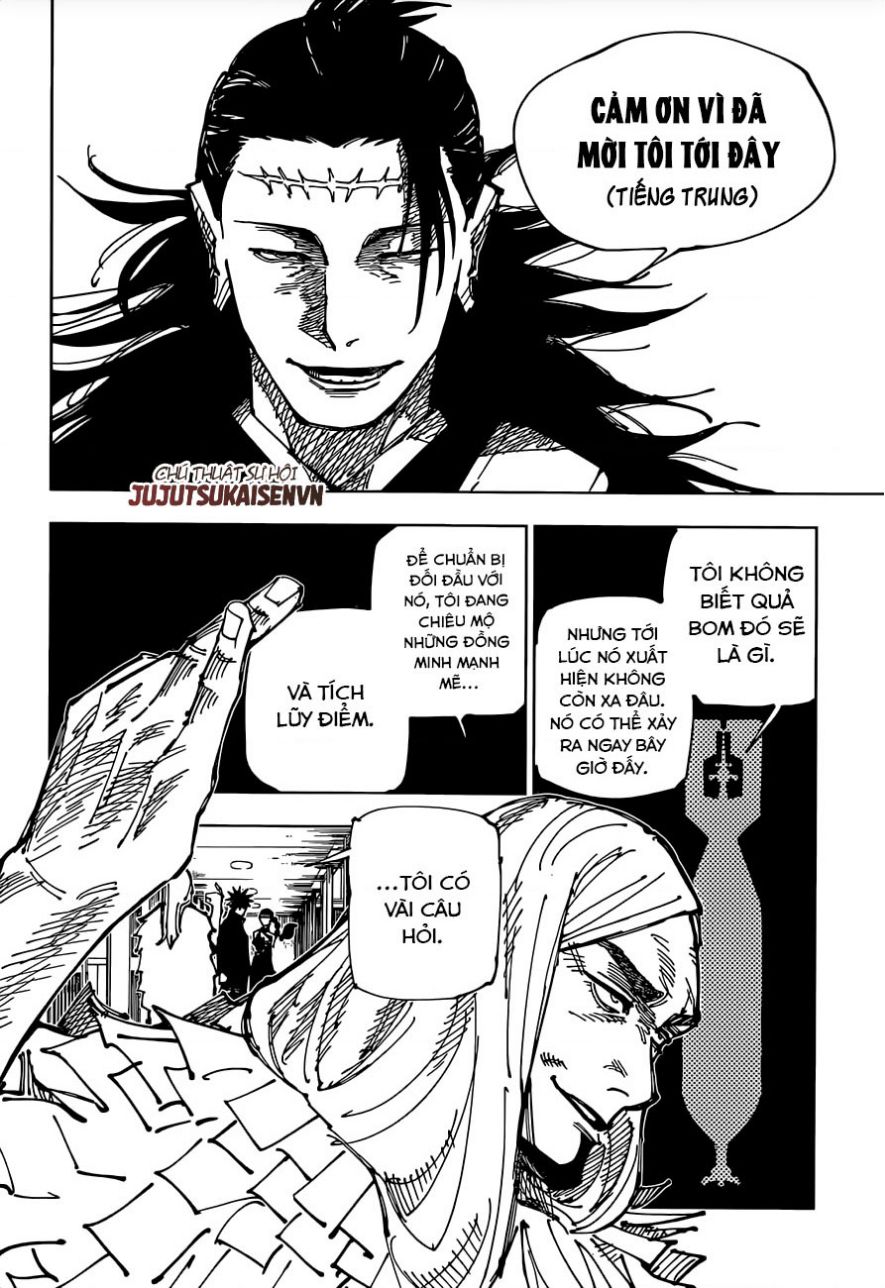 CẢM ƠN VÌ ĐÃ
MỜI TÔI TỚI ĐÂY
(TIẾNG TRUNG)
CHÚ THUẬT SƯ HỒI
JUJUTSUKAISENVN
TÔI KHÔNG
BIẾT QUẢ
BOM ĐÓ SẼ
LÀ GÌ.
NHƯNG TỚI
LÚC NÓ XUẤT
HIỆN KHÔNG
CÒN XA ĐÂU.
NÓ CÓ THỂ XẢY
RA NGAY BÂY
GIỜ ĐẤY.
ĐỂ CHUẨN BỊ
ĐỐI ĐẦU VỚI
NÓ, TÔI ĐANG
CHIÊU MỘ
NHỮNG ĐỒNG
MINH MẠNH
MẼ...
VÀ TÍCH
LŨY ĐIỂM.
...TÔI CÓ
VÀI CÂU
HỎI.